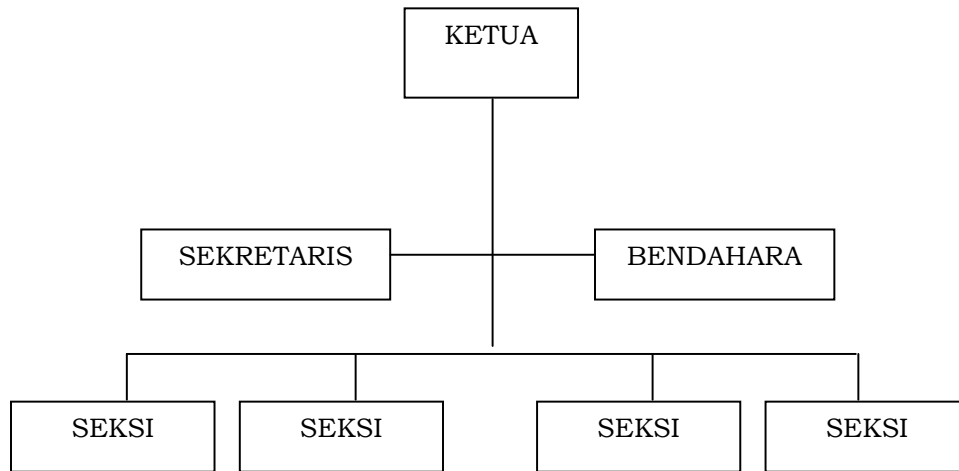 KETUA
SEKRETARIS
BENDAHARA
SEKSI
SEKSI
SEKSI
SEKSI